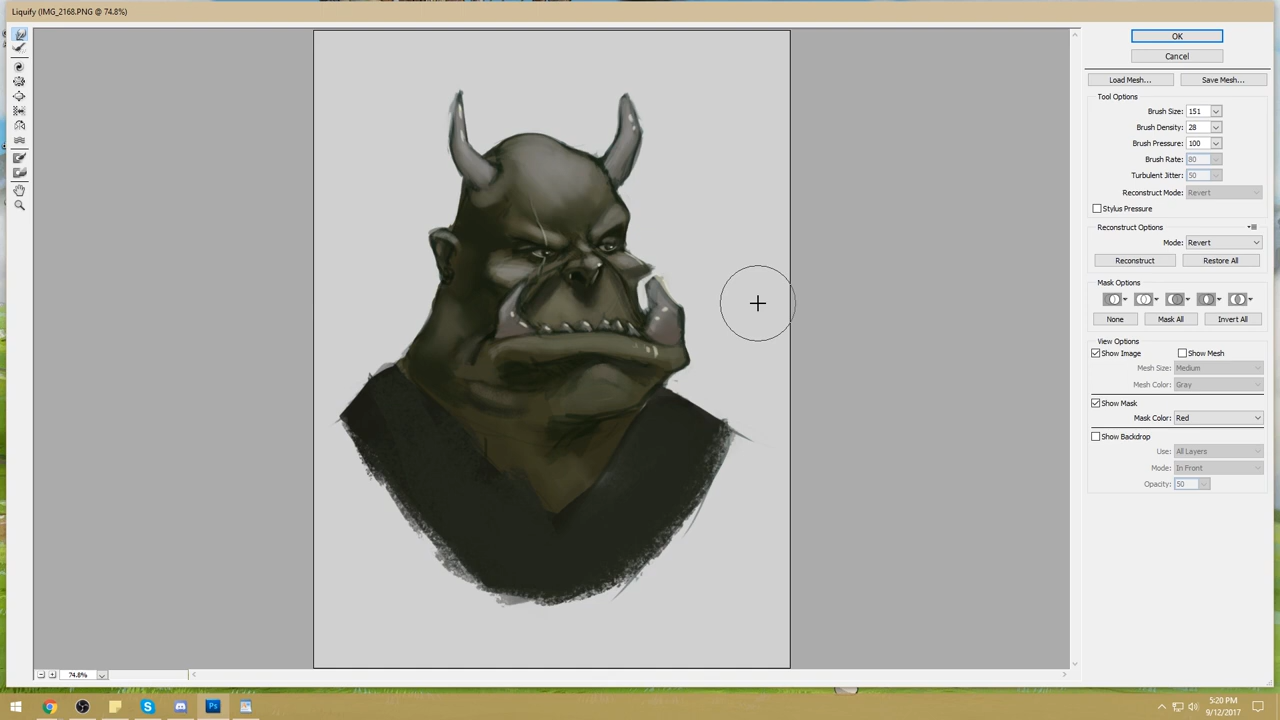 Liquify (IMG_2168.PNG @ 74.8%)
OK
Cancel
Load Mesh... Save Mesh...
Tool Options
Brush Size: 151
Brush Density: 28
Brush Pressure: 100
Brush Rate: 80
Turbulent Jitter: 50
Reconstruct Mode: Revert
Stylus Pressure
Reconstruct Options
Mode: Revert
Reconstruct Restore All
Mask Options
None Mask All Invert All
View Options
Show Image Show Mesh
Mesh Size: Medium
Mesh Color: Gray
Show Mask
Mask Color: Red
Show Backdrop
Use: All Layers
Mode: In Front
Opacity: 50
74.8%
Ps
5:20 PM
9/12/2017